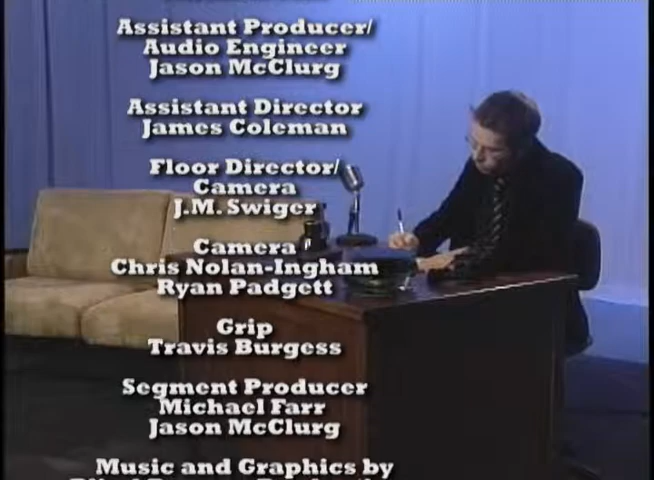 Assistant Producer/
Audio Engineer
Jason McClurg
Assistant Director
James Coleman
Floor Director/
Camera
J.M. Swiger
Camera
Chris Nolan-Ingham
Ryan Padgett
Grip
Travis Burgess
Segment Producer
Michael Farr
Jason McClurg
Music and Graphics by